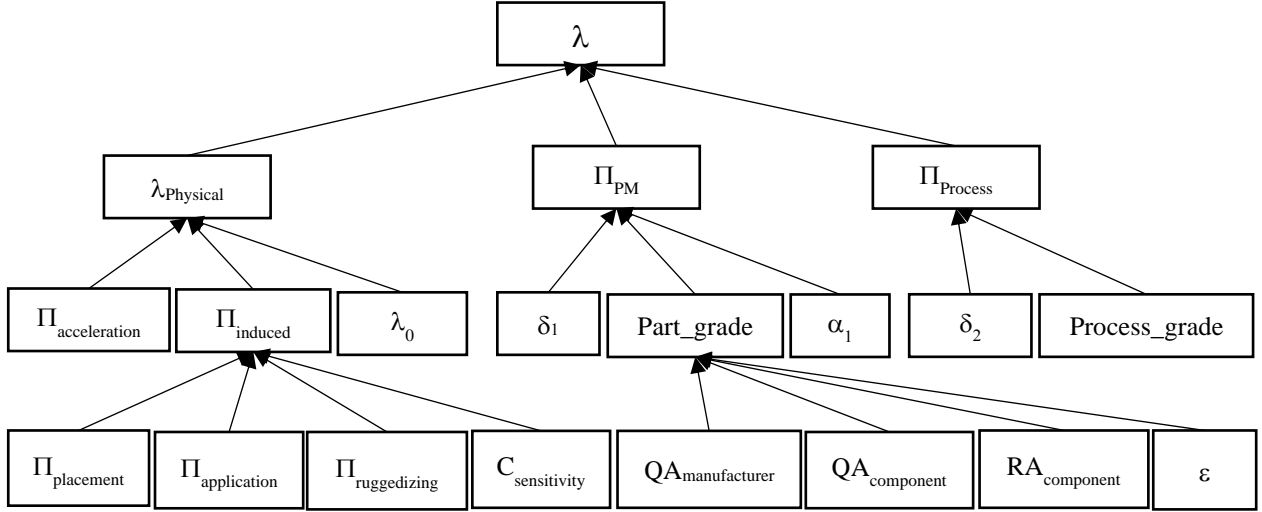 λ
λPhysical
ΠPM
ΠProcess
Πacceleration
Πinduced
λ0
δ1
Part_grade
α1
δ2
Process_grade
Πplacement
Πapplication
Πruggedizing
Csensitivity
QAmanufacturer
QAcomponent
RAcomponent
ε